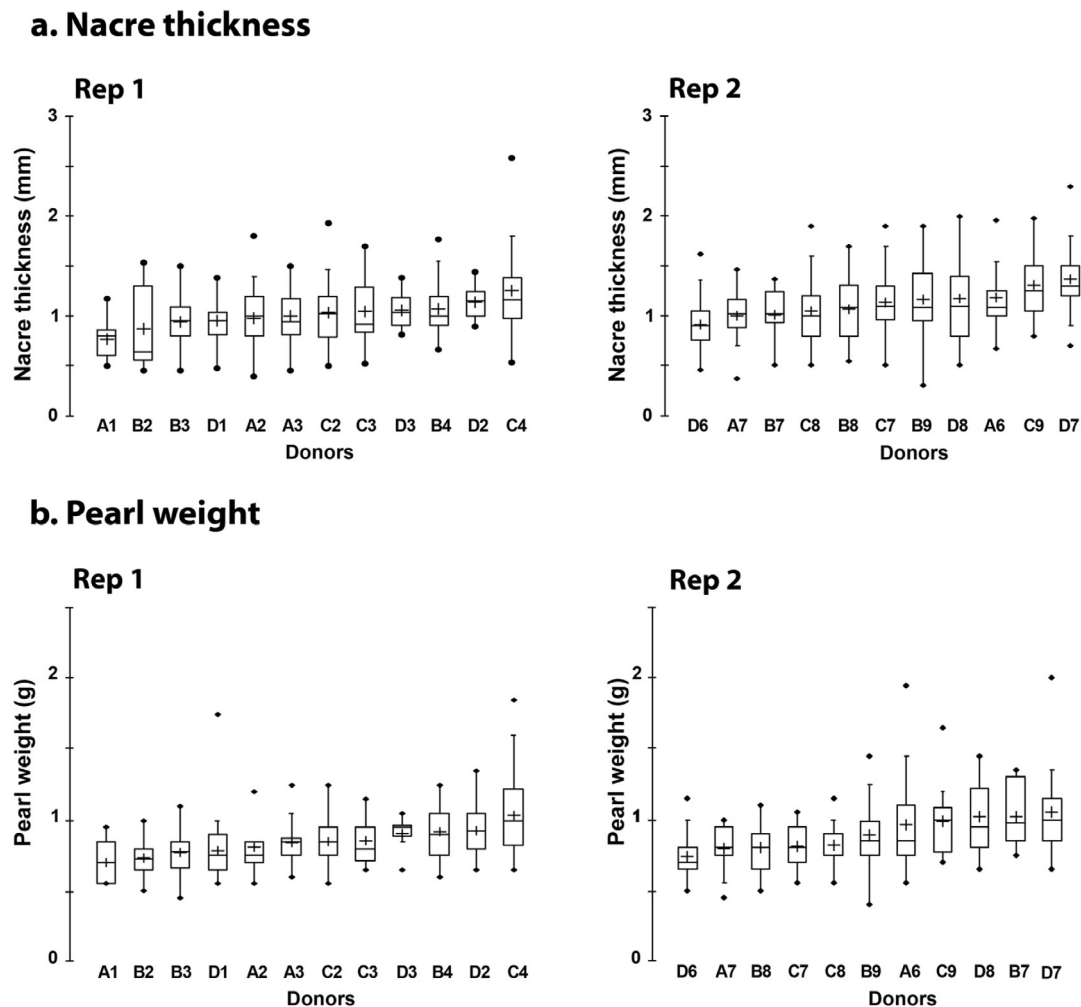 a. Nacre thickness
Rep 1
Nacre thickness (mm)
3
2
1
0
A1 B2 B3 D1 A2 A3 C2 C3 D3 B4 D2 C4
Donors
Rep 2
Nacre thickness (mm)
3
2
1
0
D6 A7 B7 C8 B8 C7 B9 D8 A6 C9 D7
Donors
b. Pearl weight
Rep 1
Pearl weight (g)
2
1
0
A1 B2 B3 D1 A2 A3 C2 C3 D3 B4 D2 C4
Donors
Rep 2
Pearl weight (g)
2
1
0
D6 A7 B8 C7 C8 B9 A6 C9 D8 B7 D7
Donors